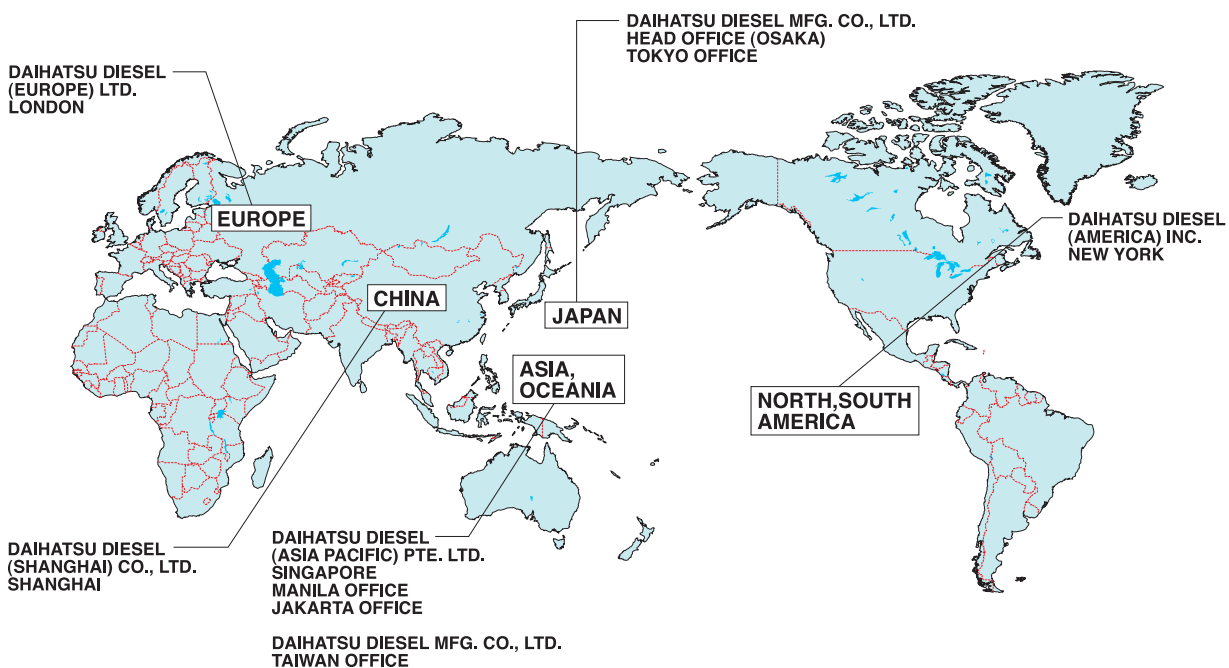 DAIHATSU DIESEL MFG. CO., LTD.
HEAD OFFICE (OSAKA)
TOKYO OFFICE
DAIHATSU DIESEL
(EUROPE) LTD.
LONDON
EUROPE
DAIHATSU DIESEL
(AMERICA) INC.
NEW YORK
CHINA
JAPAN
ASIA,
OCEANIA
NORTH,SOUTH
AMERICA
DAIHATSU DIESEL
(SHANGHAI) CO., LTD.
SHANGHAI
DAIHATSU DIESEL
(ASIA PACIFIC) PTE. LTD.
SINGAPORE
MANILA OFFICE
JAKARTA OFFICE
DAIHATSU DIESEL MFG. CO., LTD.
TAIWAN OFFICE